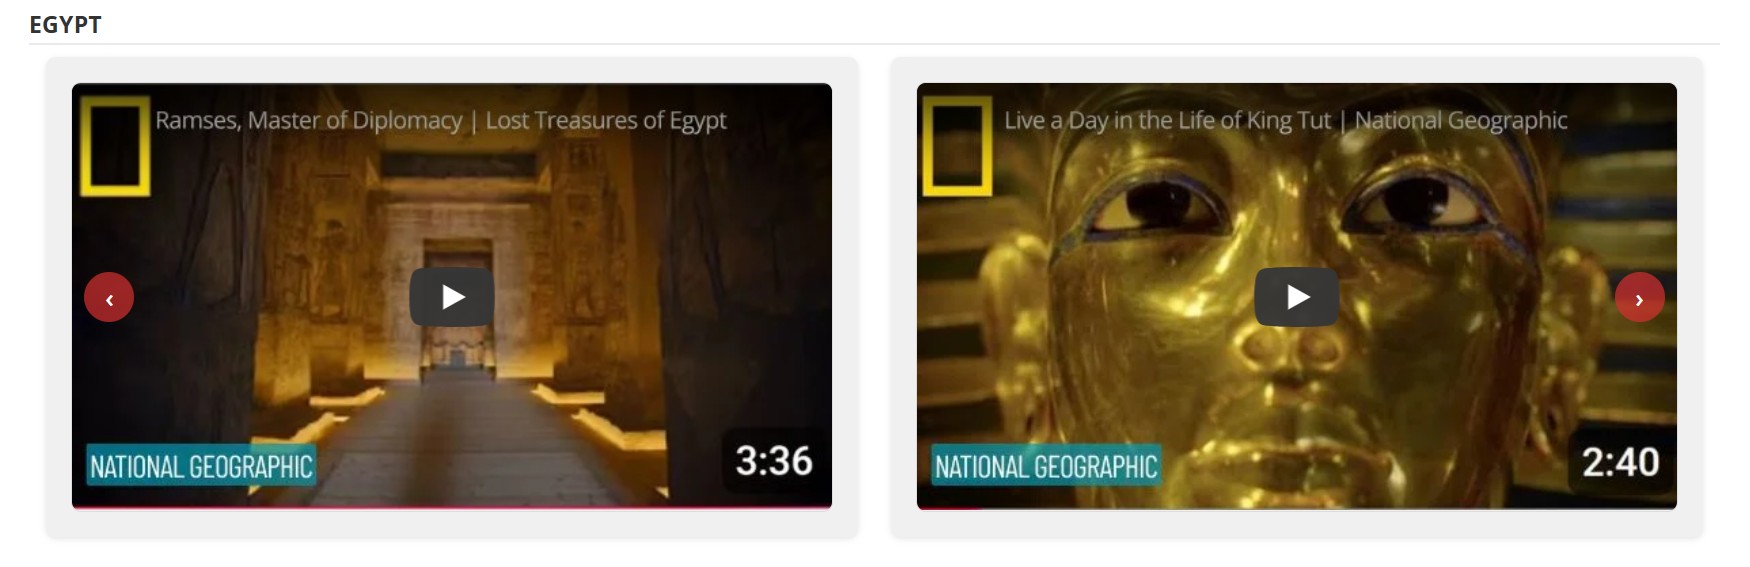 EGYPT
Ramses, Master of Diplomacy | Lost Treasures of Egypt
NATIONAL GEOGRAPHIC
3:36
Live a Day in the Life of King Tut | National Geographic
NATIONAL GEOGRAPHIC
2:40